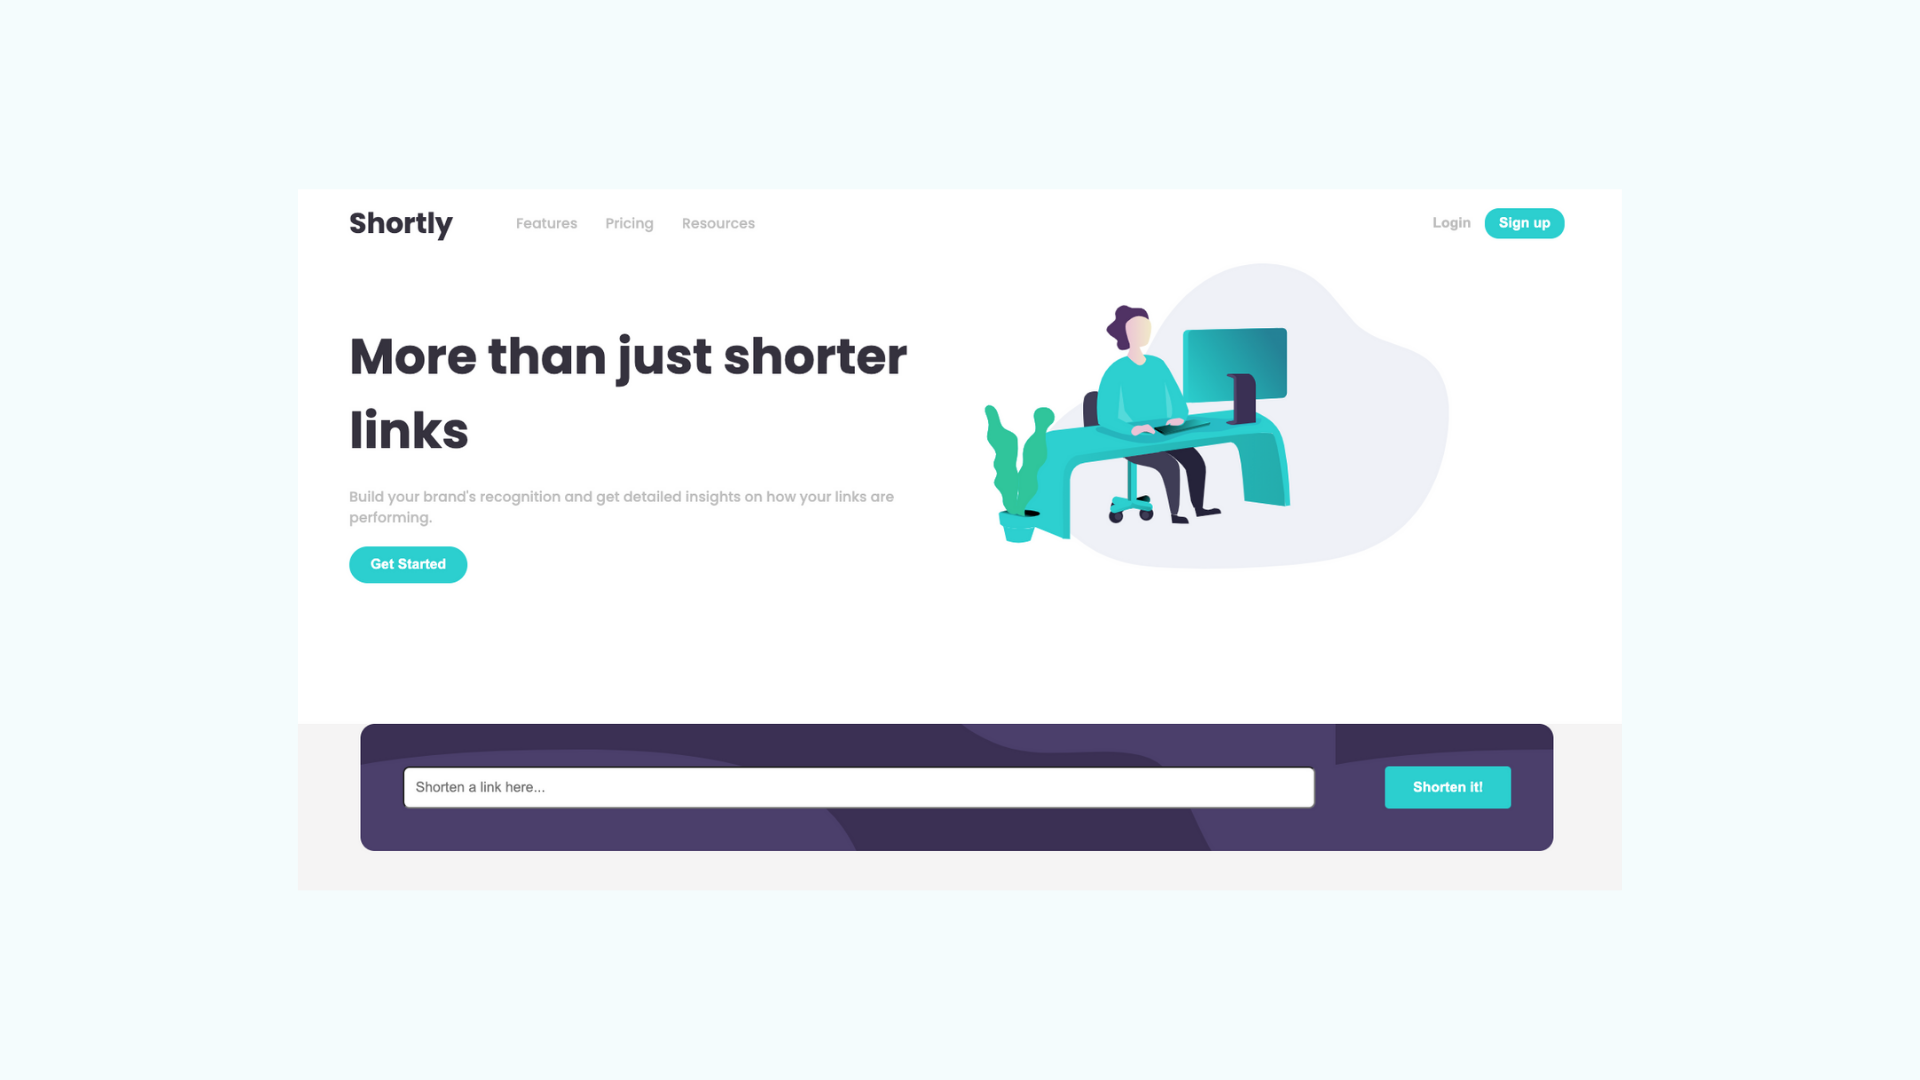 Shortly
Features
Pricing
Resources
Login
Sign up
More than just shorter
links
Build your brand's recognition and get detailed insights on how your links are
performing.
Get Started
Shorten a link here...
Shorten it!